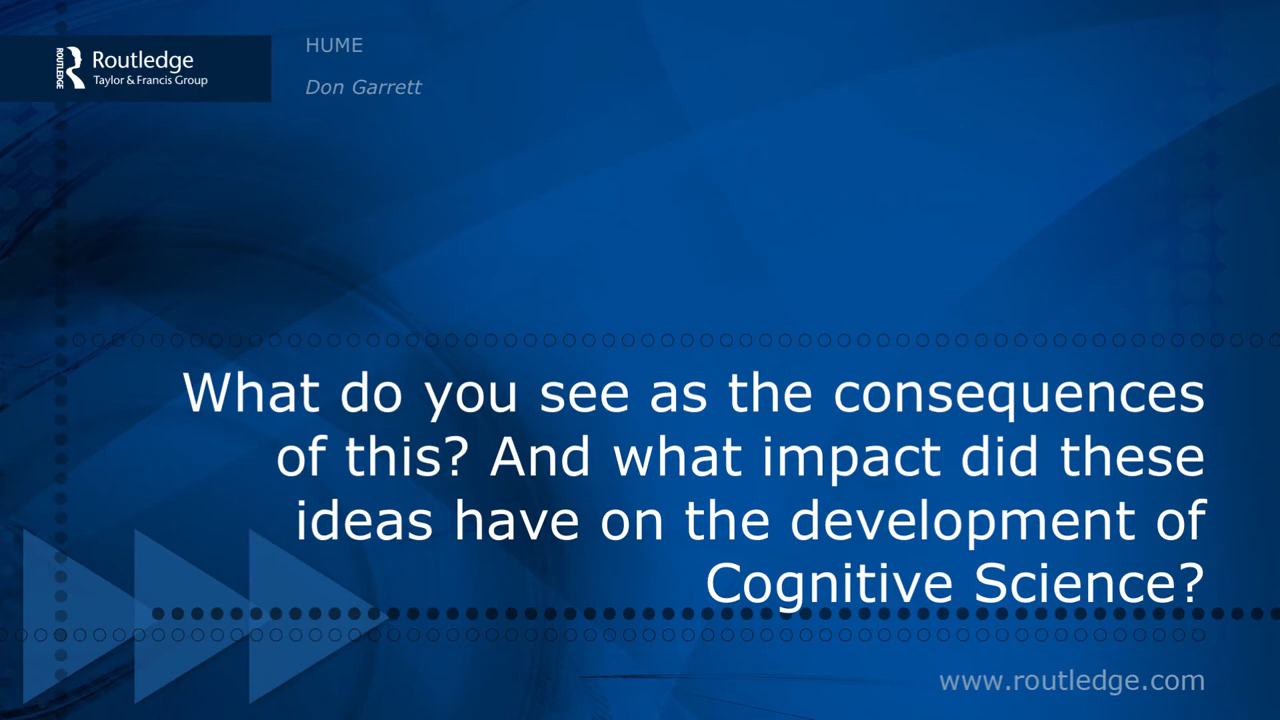 ROUTLEDGE
Routledge
Taylor & Francis Group
HUME
Don Garrett
What do you see as the consequences
of this? And what impact did these
ideas have on the development of
Cognitive Science?
www.routledge.com